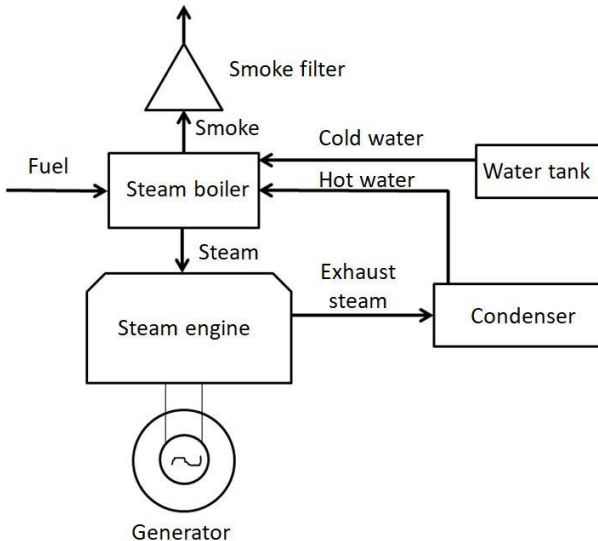 Smoke filter
Smoke
Cold water
Fuel
Steam boiler
Hot water
Water tank
Steam
Exhaust
steam
Steam engine
Condenser
Generator